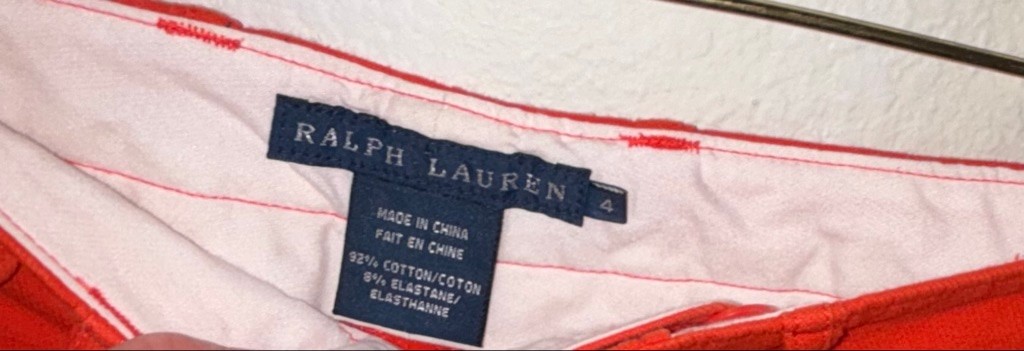 RALPH LAUREN
4
MADE IN CHINA
FAIT EN CHINE
92% COTTON/COTON
8% ELASTANE/
ELASTHANNE